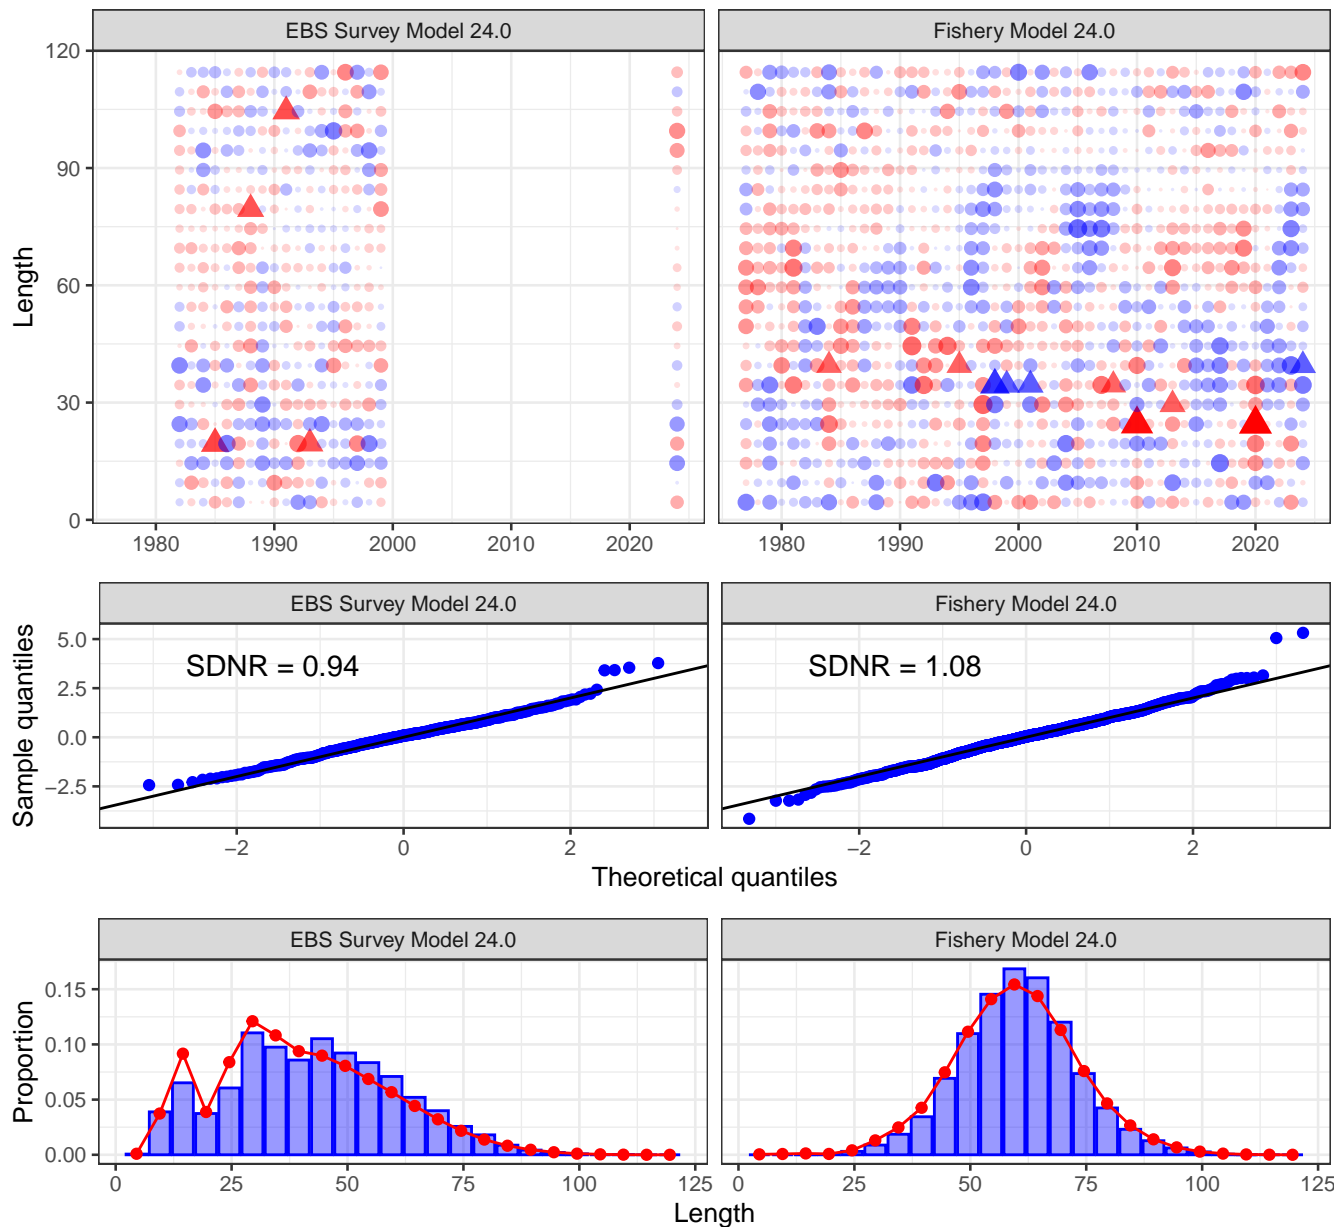 EBS Survey Model 24.0 Fishery Model 24.0
Length
120
90
60
30
0
1980 1990 2000 2010 2020 1980 1990 2000 2010 2020
EBS Survey Model 24.0 Fishery Model 24.0
Sample quantiles
5.0
2.5
0.0
−2.5
SDNR = 0.94 SDNR = 1.08
−2 0 2 −2 0 2
Theoretical quantiles
EBS Survey Model 24.0 Fishery Model 24.0
Proportion
0.15
0.10
0.05
0.00
0 25 50 75 100 125 0 25 50 75 100 125
Length